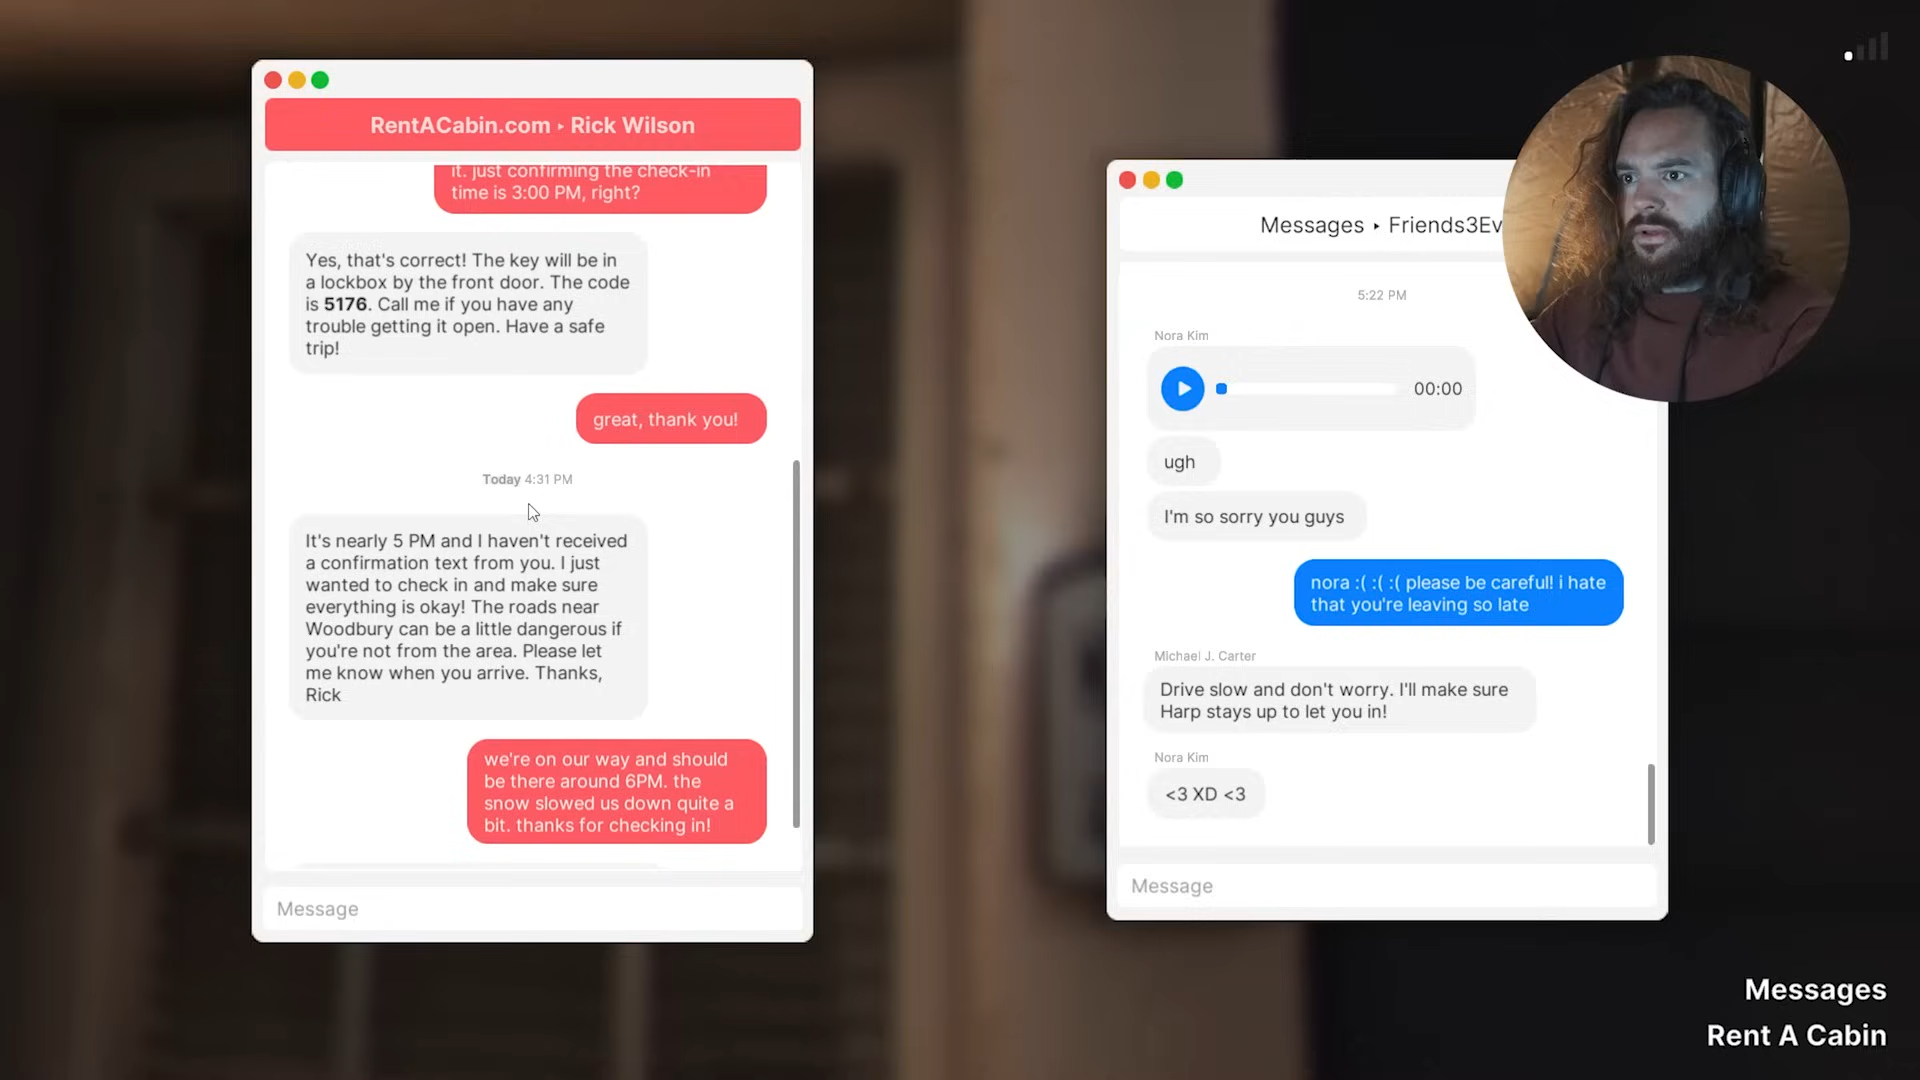 RentACabin.com ▸ Rick Wilson
it. just confirming the check-in
time is 3:00 PM, right?
Yes, that's correct! The key will be in
a lockbox by the front door. The code
is 5176. Call me if you have any
trouble getting it open. Have a safe
trip!
great, thank you!
Today 4:31 PM
It's nearly 5 PM and I haven't received
a confirmation text from you. I just
wanted to check in and make sure
everything is okay! The roads near
Woodbury can be a little dangerous if
you're not from the area. Please let
me know when you arrive. Thanks,
Rick
we're on our way and should
be there around 6PM. the
snow slowed us down quite a
bit. thanks for checking in!
Message
Messages ▸ Friends3Ev
5:22 PM
Nora Kim
00:00
ugh
I'm so sorry you guys
nora :( :( :( please be careful! i hate
that you're leaving so late
Michael J. Carter
Drive slow and don't worry. I'll make sure
Harp stays up to let you in!
Nora Kim
<3 XD <3
Message
Messages
Rent A Cabin